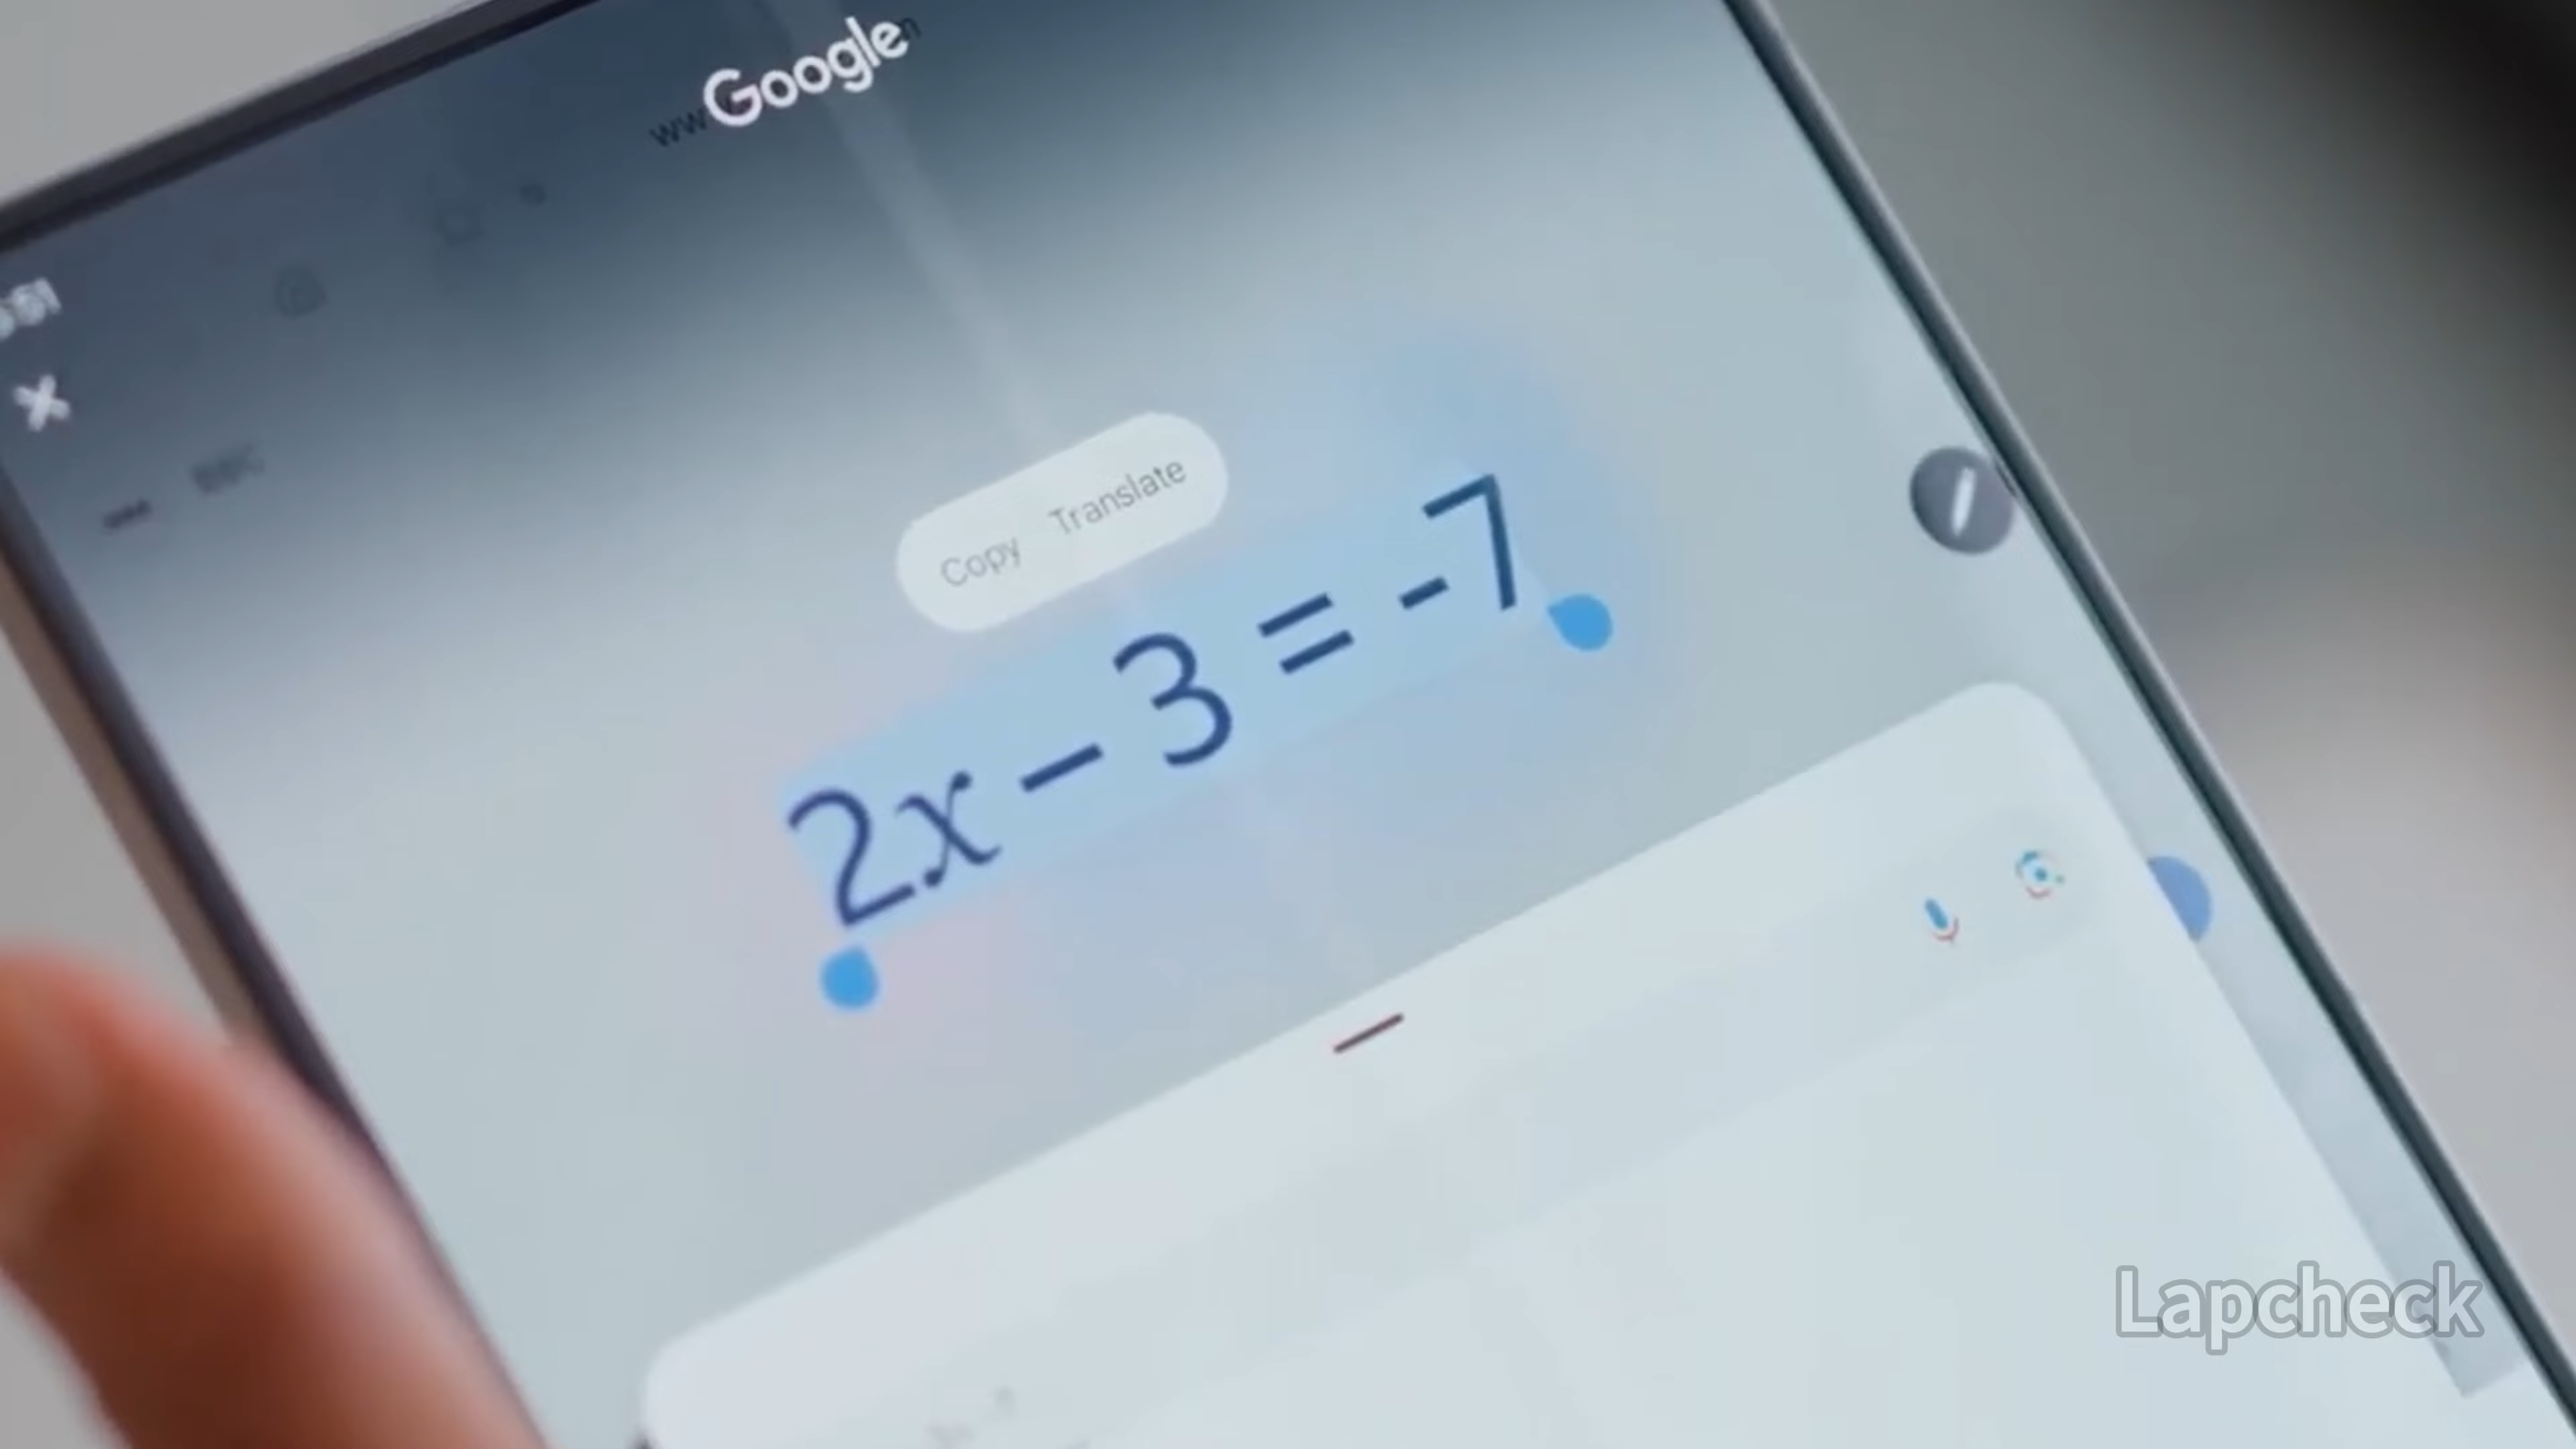 Google
Copy Translate
2x – 3 = -7
Lapcheck